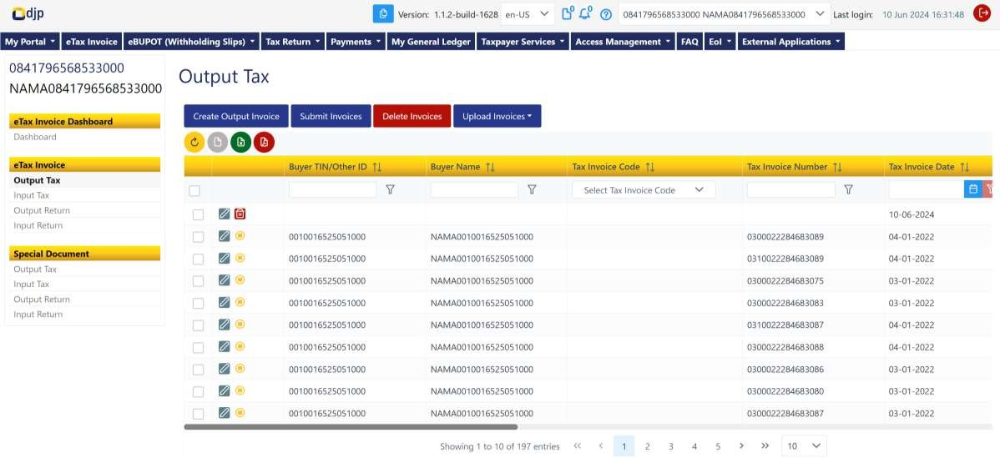 djp
Version: 1.1.2-build-1628
en-US
0
0
0841796568533000 NAMA0841796568533000
Last login:
10 Jun 2024 16:31:48
My Portal
eTax Invoice
eBUPOT (Withholding Slips)
Tax Return
Payments
My General Ledger
Taxpayer Services
Access Management
FAQ
EoI
External Applications
0841796568533000
NAMA0841796568533000
eTax Invoice Dashboard
Dashboard
eTax Invoice
Output Tax
Input Tax
Output Return
Input Return
Special Document
Output Tax
Input Tax
Output Return
Input Return
Output Tax
Create Output Invoice
Submit Invoices
Delete Invoices
Upload Invoices
Buyer TIN/Other ID Buyer Name Tax Invoice Code Tax Invoice Number Tax Invoice Date
Select Tax Invoice Code
10-06-2024
0010016525051000 NAMA0010016525051000 0300022284683089 04-01-2022
0010016525051000 NAMA0010016525051000 0310022284683089 04-01-2022
0010016525051000 NAMA0010016525051000 0300022284683075 03-01-2022
0010016525051000 NAMA0010016525051000 0300022284683083 03-01-2022
0010016525051000 NAMA0010016525051000 0310022284683087 04-01-2022
0010016525051000 NAMA0010016525051000 0300022284683088 04-01-2022
0010016525051000 NAMA0010016525051000 0300022284683086 03-01-2022
0010016525051000 NAMA0010016525051000 0300022284683080 03-01-2022
0010016525051000 NAMA0010016525051000 0300022284683087 03-01-2022
Showing 1 to 10 of 197 entries << < 1 2 3 4 5 > >> 10